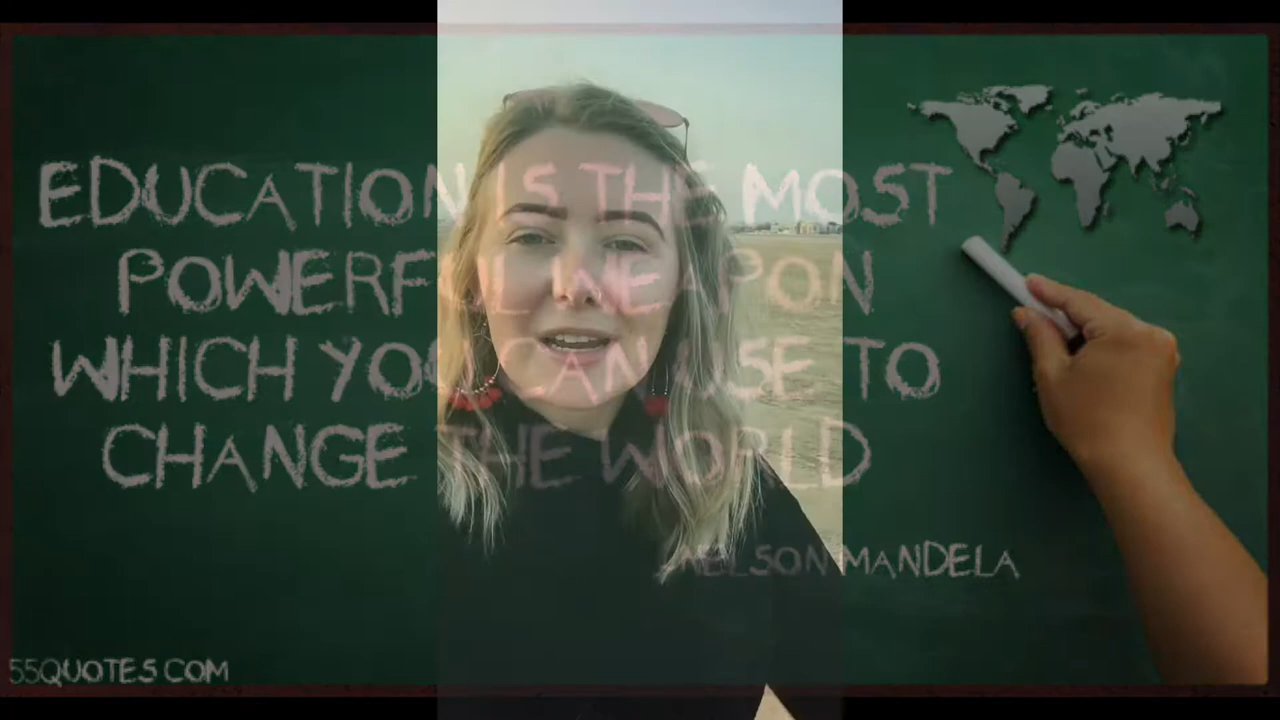 EDUCATION IS THE MOST
POWERFUL WEAPON
WHICH YOU CAN USE TO
CHANGE THE WORLD
NELSON MANDELA
55QUOTES.COM